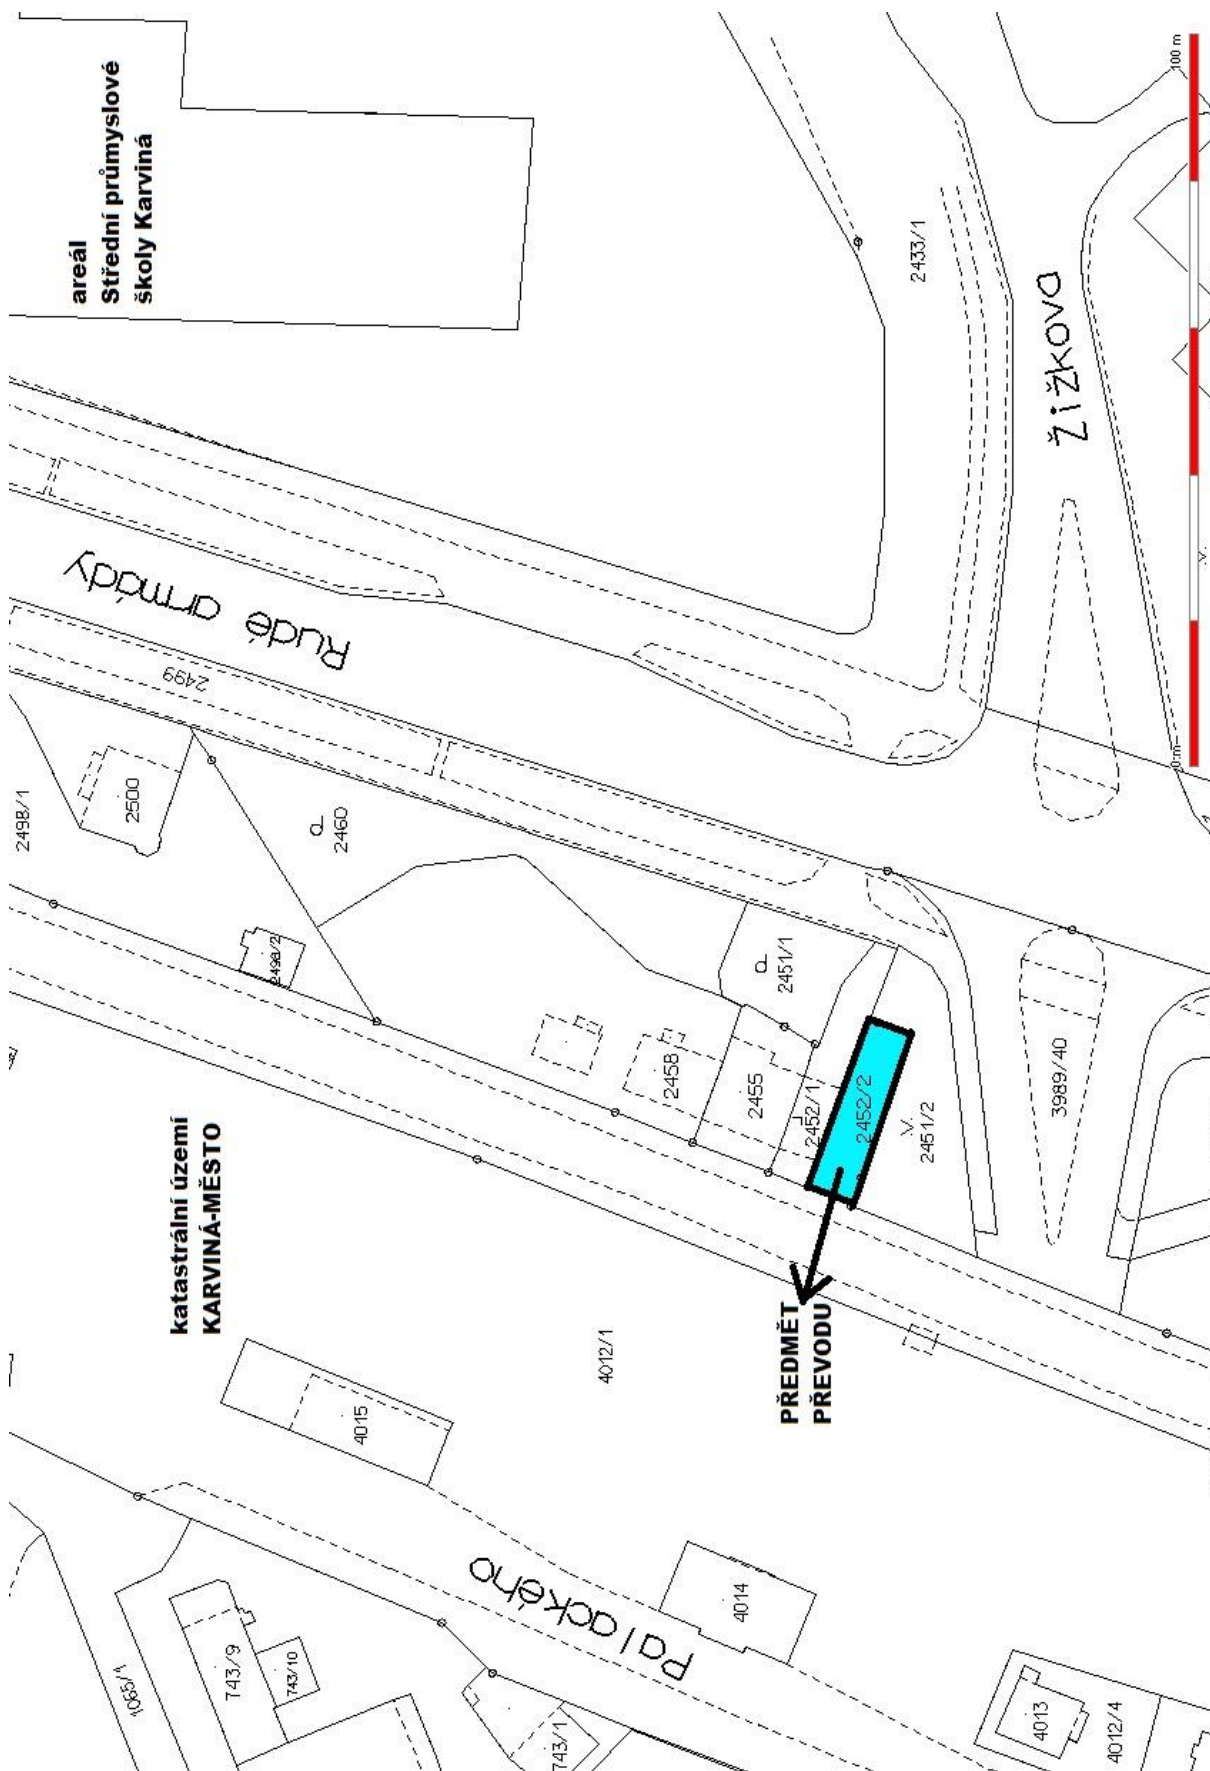 areál
Střední průmyslové
školy Karviná
100 m
0 m
2433/1
Žižkova
Rudé armády
2499
2500
2498/1
2460
2498/2
2451/1
2458
2455
2452/1
2452/2
2451/2
3989/40
katastrální území
KARVINÁ-MĚSTO
PŘEDMĚT
PŘEVODU
4012/1
4015
Palackého
4014
4013
4012/4
1065/1
743/9
743/10
743/1